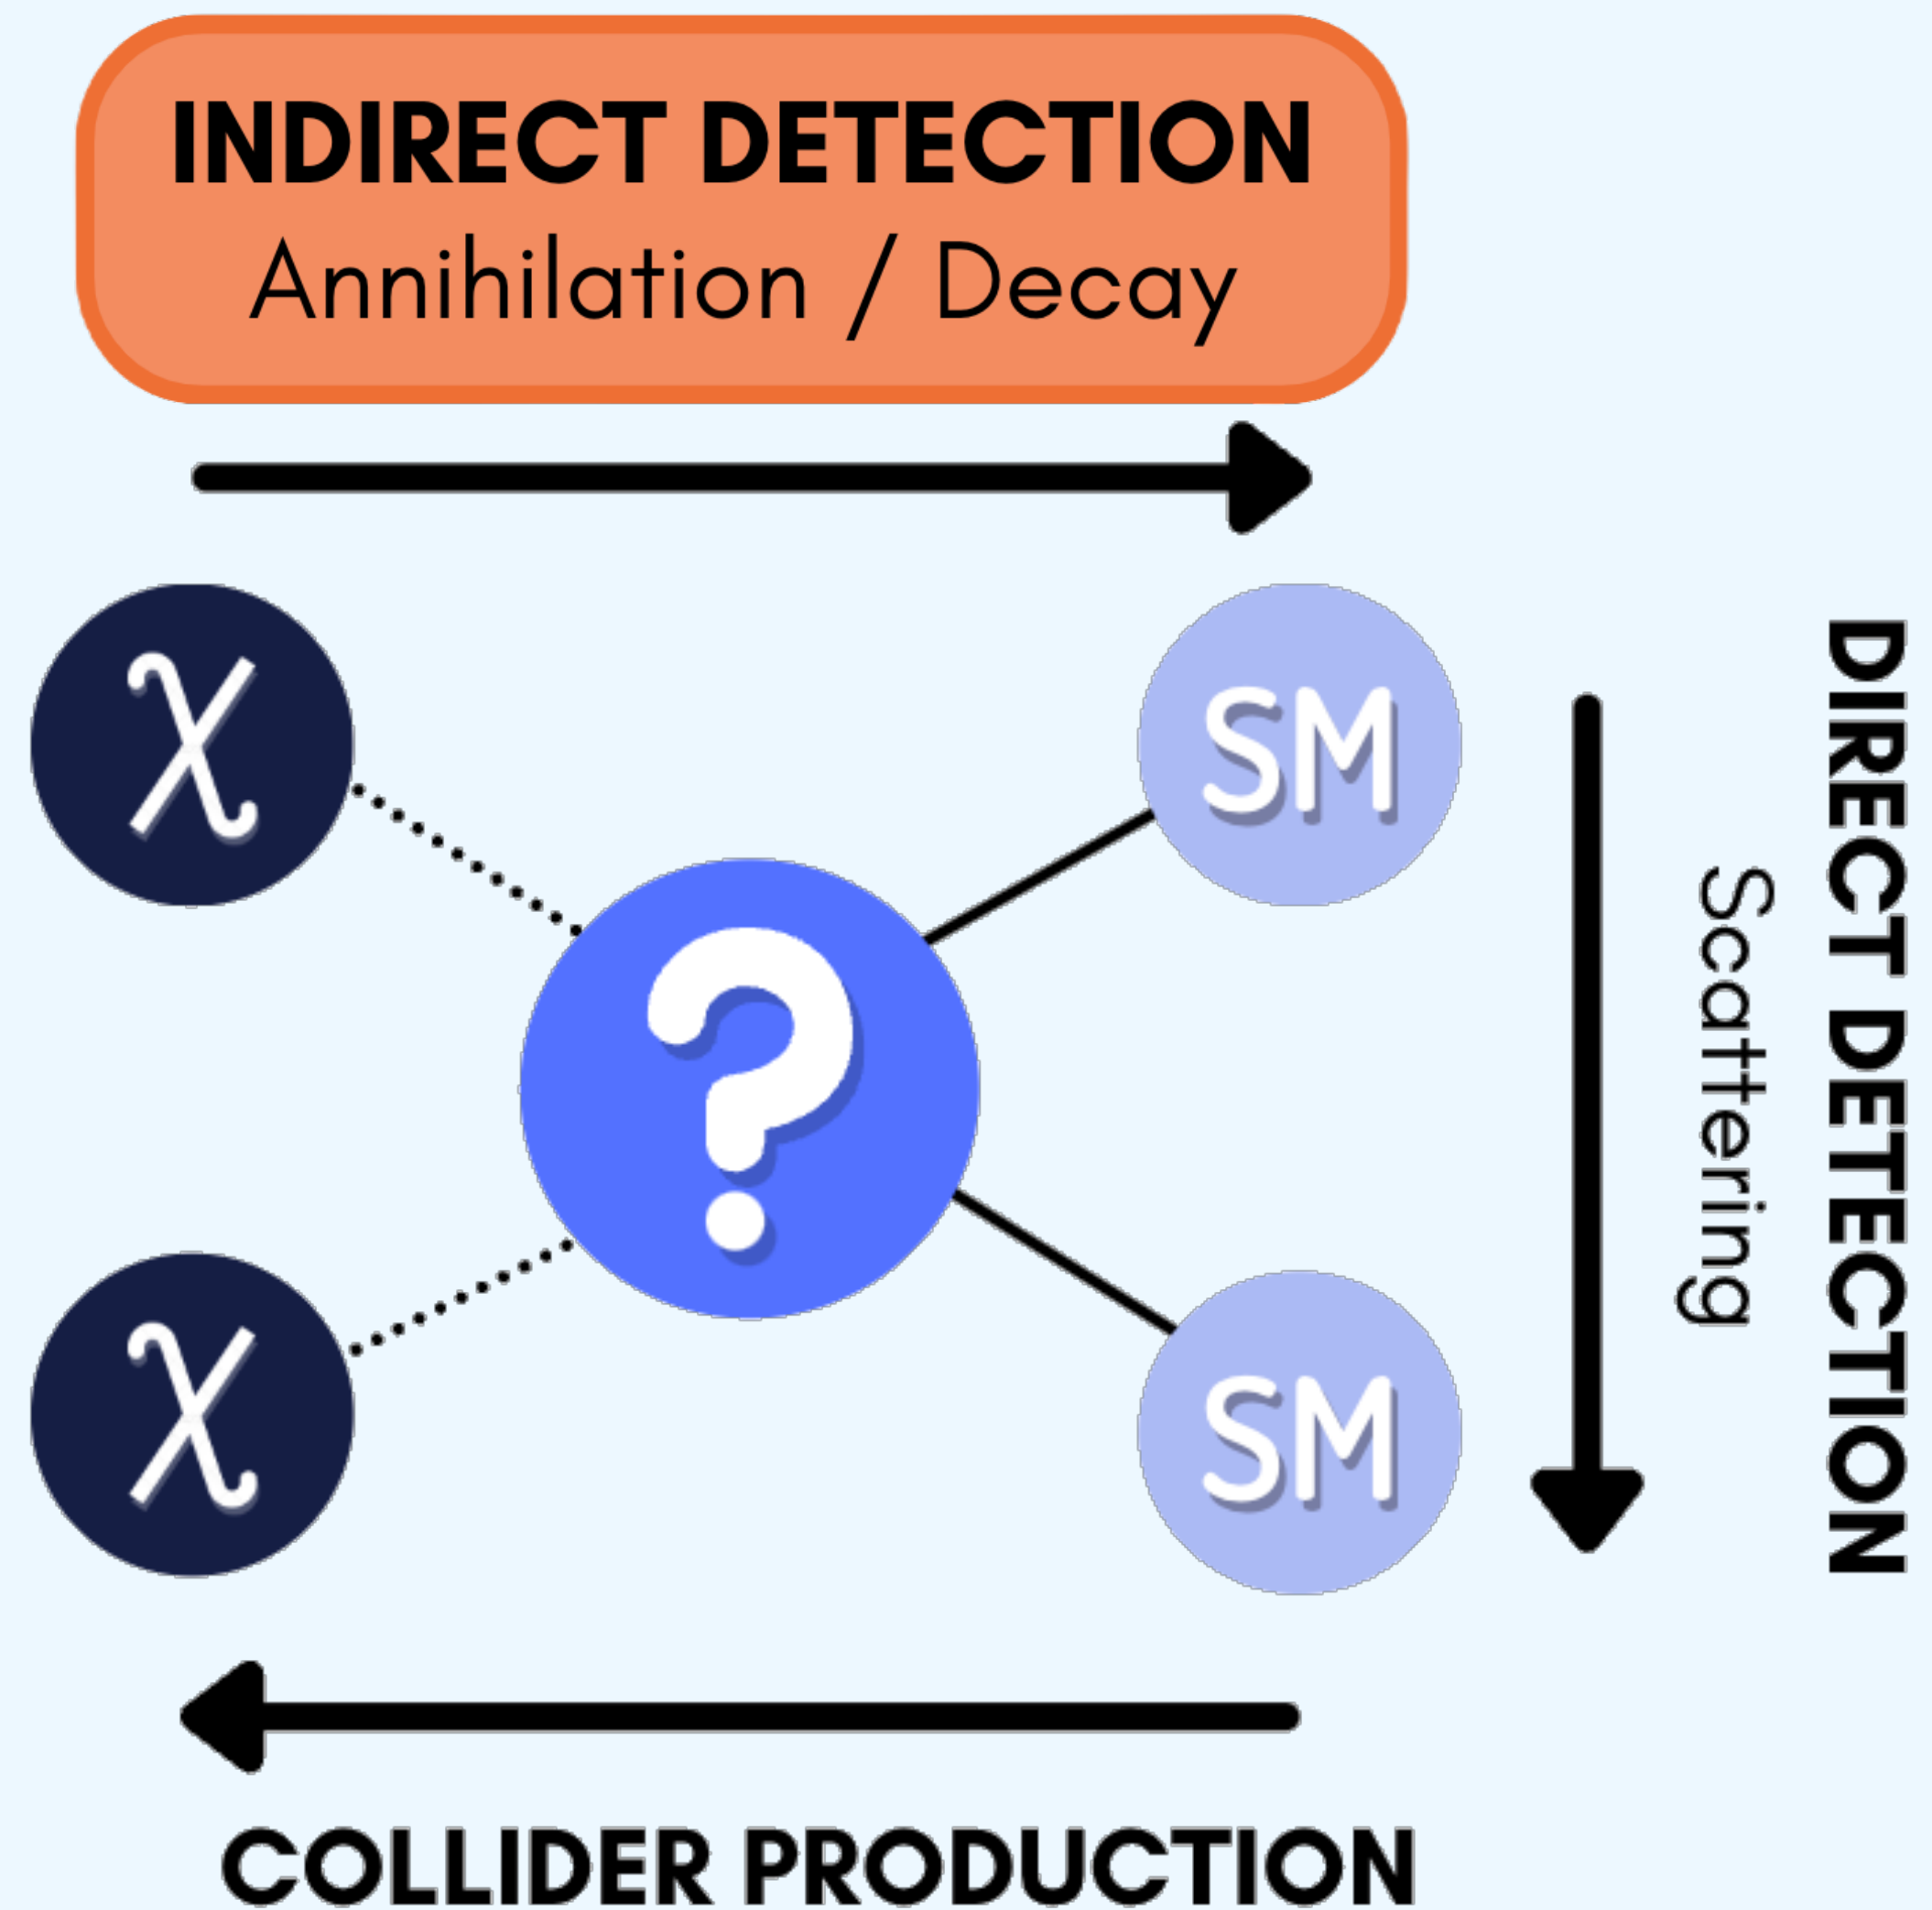 INDIRECT DETECTION
Annihilation / Decay
χ
SM
DIRECT DETECTION
Scattering
?
χ
SM
COLLIDER PRODUCTION